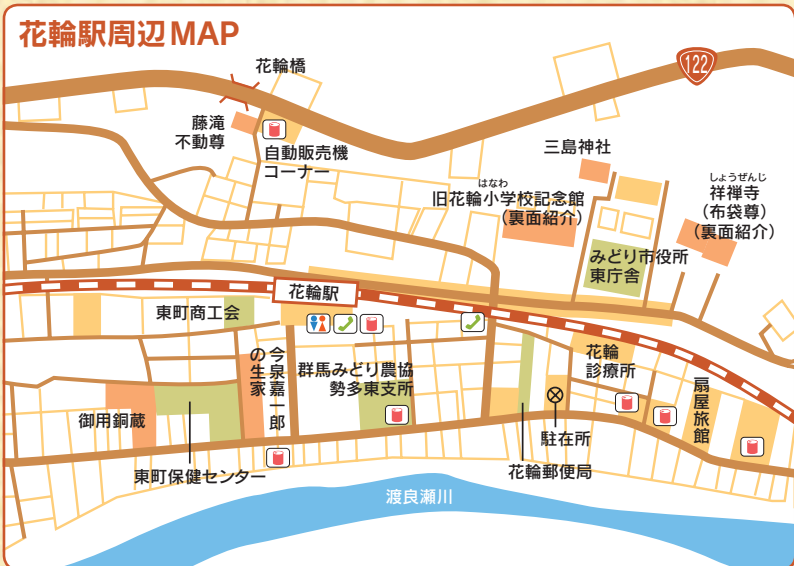 花輪駅周辺MAP
花輪橋
122
藤滝
不動尊
自動販売機
コーナー
三島神社
はなわ
旧花輪小学校記念館
（裏面紹介）
しょうぜんじ
祥禅寺
（布袋尊）
（裏面紹介）
みどり市役所
東庁舎
花輪駅
東町商工会
今泉嘉一郎
の生家
群馬みどり農協
勢多東支所
花輪
診療所
扇屋旅館
御用銅蔵
駐在所
東町保健センター
花輪郵便局
渡良瀬川